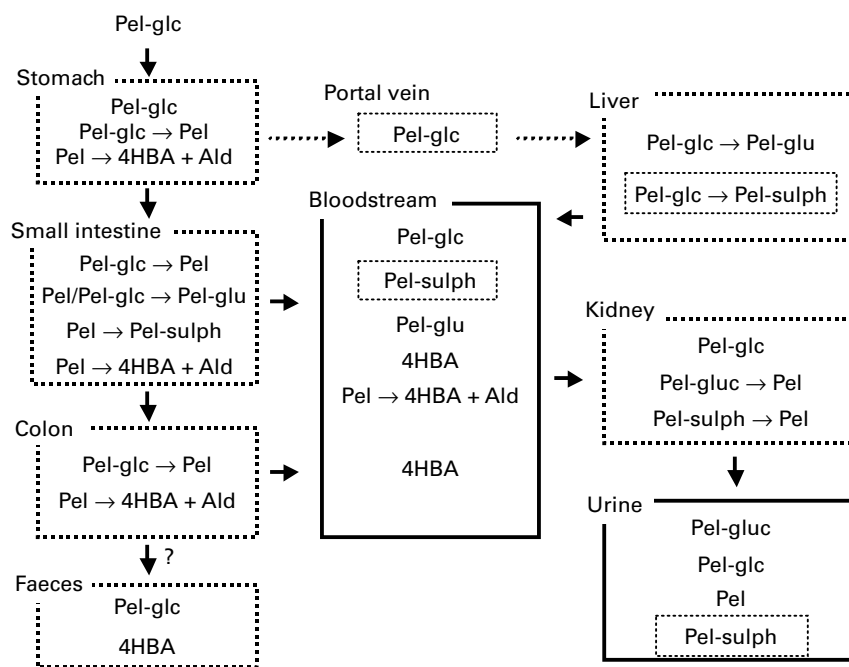 Pel-glc
Stomach
Pel-glc
Pel-glc → Pel
Pel → 4HBA + Ald
Small intestine
Pel-glc → Pel
Pel/Pel-glc → Pel-glu
Pel → Pel-sulph
Pel → 4HBA + Ald
Colon
Pel-glc → Pel
Pel → 4HBA + Ald
?
Faeces
Pel-glc
4HBA
Portal vein
Pel-glc
Bloodstream
Pel-glc
Pel-sulph
Pel-glu
4HBA
Pel → 4HBA + Ald
4HBA
Liver
Pel-glc → Pel-glu
Pel-glc → Pel-sulph
Kidney
Pel-glc
Pel-gluc → Pel
Pel-sulph → Pel
Urine
Pel-gluc
Pel-glc
Pel
Pel-sulph